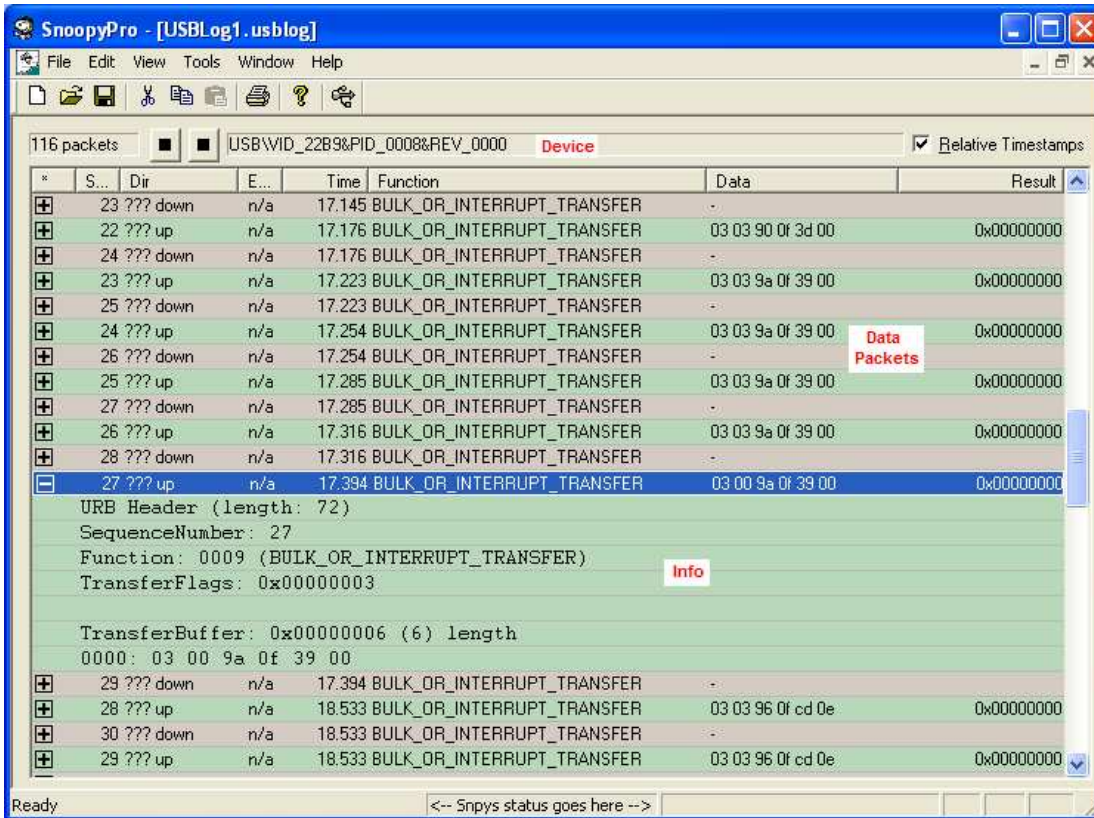 SnoopyPro - [USBLog1.usblog]
File Edit View Tools Window Help
116 packets USB\VID_22B9&PID_0008&REV_0000 Device Relative Timestamps
* S... Dir E... Time Function Data Result
23 ??? down n/a 17.145 BULK_OR_INTERRUPT_TRANSFER -
22 ??? up n/a 17.176 BULK_OR_INTERRUPT_TRANSFER 03 03 90 0f 3d 00 0x00000000
24 ??? down n/a 17.176 BULK_OR_INTERRUPT_TRANSFER -
23 ??? up n/a 17.223 BULK_OR_INTERRUPT_TRANSFER 03 03 9a 0f 39 00 0x00000000
25 ??? down n/a 17.223 BULK_OR_INTERRUPT_TRANSFER -
24 ??? up n/a 17.254 BULK_OR_INTERRUPT_TRANSFER 03 03 9a 0f 39 00 0x00000000
Data
Packets
26 ??? down n/a 17.254 BULK_OR_INTERRUPT_TRANSFER -
25 ??? up n/a 17.285 BULK_OR_INTERRUPT_TRANSFER 03 03 9a 0f 39 00 0x00000000
27 ??? down n/a 17.285 BULK_OR_INTERRUPT_TRANSFER -
26 ??? up n/a 17.316 BULK_OR_INTERRUPT_TRANSFER 03 03 9a 0f 39 00 0x00000000
28 ??? down n/a 17.316 BULK_OR_INTERRUPT_TRANSFER -
27 ??? up n/a 17.394 BULK_OR_INTERRUPT_TRANSFER 03 00 9a 0f 39 00 0x00000000
URB Header (length: 72)
SequenceNumber: 27
Function: 0009 (BULK_OR_INTERRUPT_TRANSFER)
Info
TransferFlags: 0x00000003
TransferBuffer: 0x00000006 (6) length
0000: 03 00 9a 0f 39 00
29 ??? down n/a 17.394 BULK_OR_INTERRUPT_TRANSFER -
28 ??? up n/a 18.533 BULK_OR_INTERRUPT_TRANSFER 03 03 96 0f cd 0e 0x00000000
30 ??? down n/a 18.533 BULK_OR_INTERRUPT_TRANSFER -
29 ??? up n/a 18.533 BULK_OR_INTERRUPT_TRANSFER 03 03 96 0f cd 0e 0x00000000
Ready <-- Snpys status goes here -->